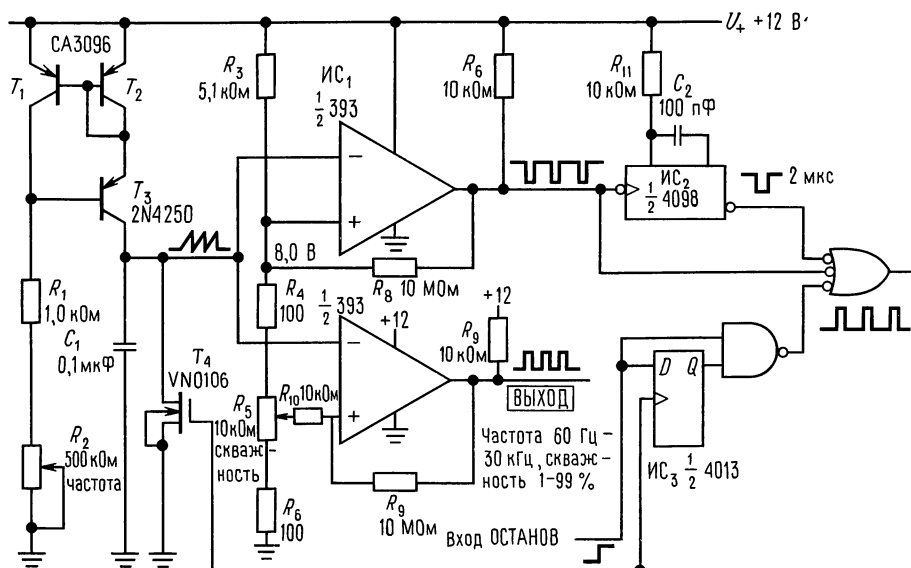 U₊ +12 В
CA3096
T₁
T₂
T₃
2N4250
R₁
1,0 кОм
C₁
0,1 мкФ
T₄
VN0106
R₂
500 кОм
частота
R₃
5,1 кОм
ИС₁
½ 393
−
+
8,0 В
R₈ 10 МОм
R₄
100
½ 393
+12
−
+
R₁₀ 10 кОм
R₅
10 кОм
скваж-
ность
R₆
100
R₉
10 МОм
R₆
10 кОм
+12
R₉
10 кОм
ВЫХОД
Частота 60 Гц –
30 кГц, скваж-
ность 1-99 %
Вход ОСТАНОВ
R₁₁
10 кОм
C₂
100 пФ
ИС₂
½ 4098
2 мкс
D Q
ИС₃ ½ 4013